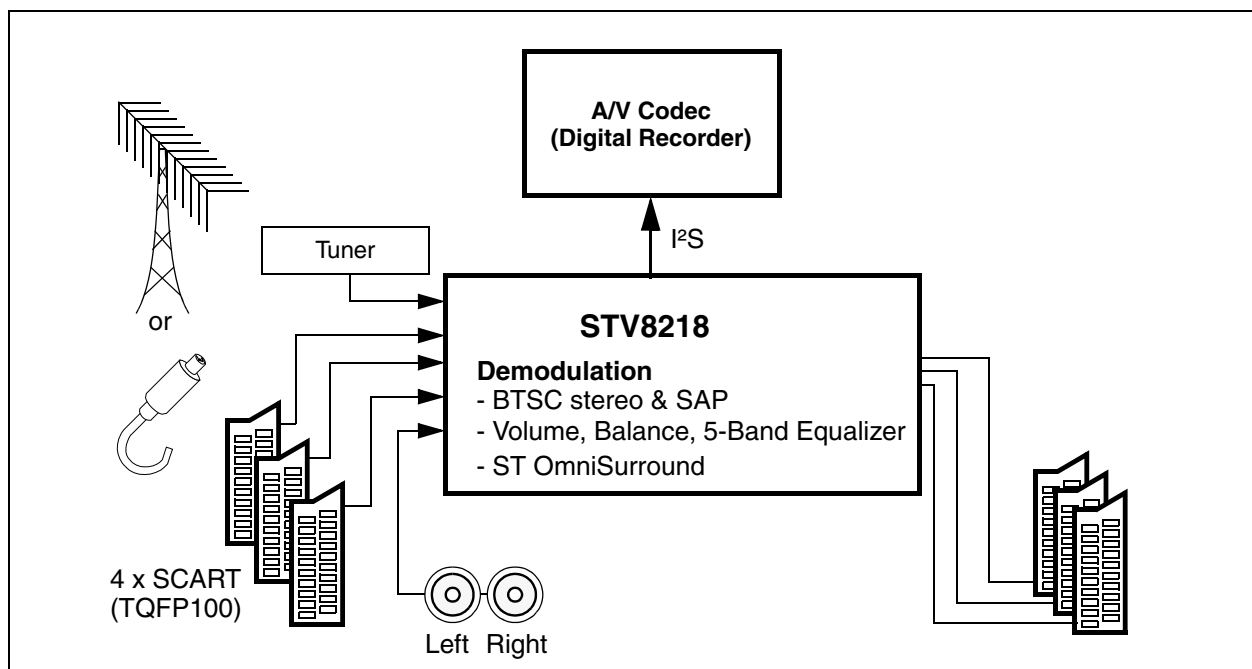 A/V Codec
(Digital Recorder)
I²S
Tuner
or
STV8218
Demodulation
- BTSC stereo & SAP
- Volume, Balance, 5-Band Equalizer
- ST OmniSurround
4 x SCART
(TQFP100)
Left Right